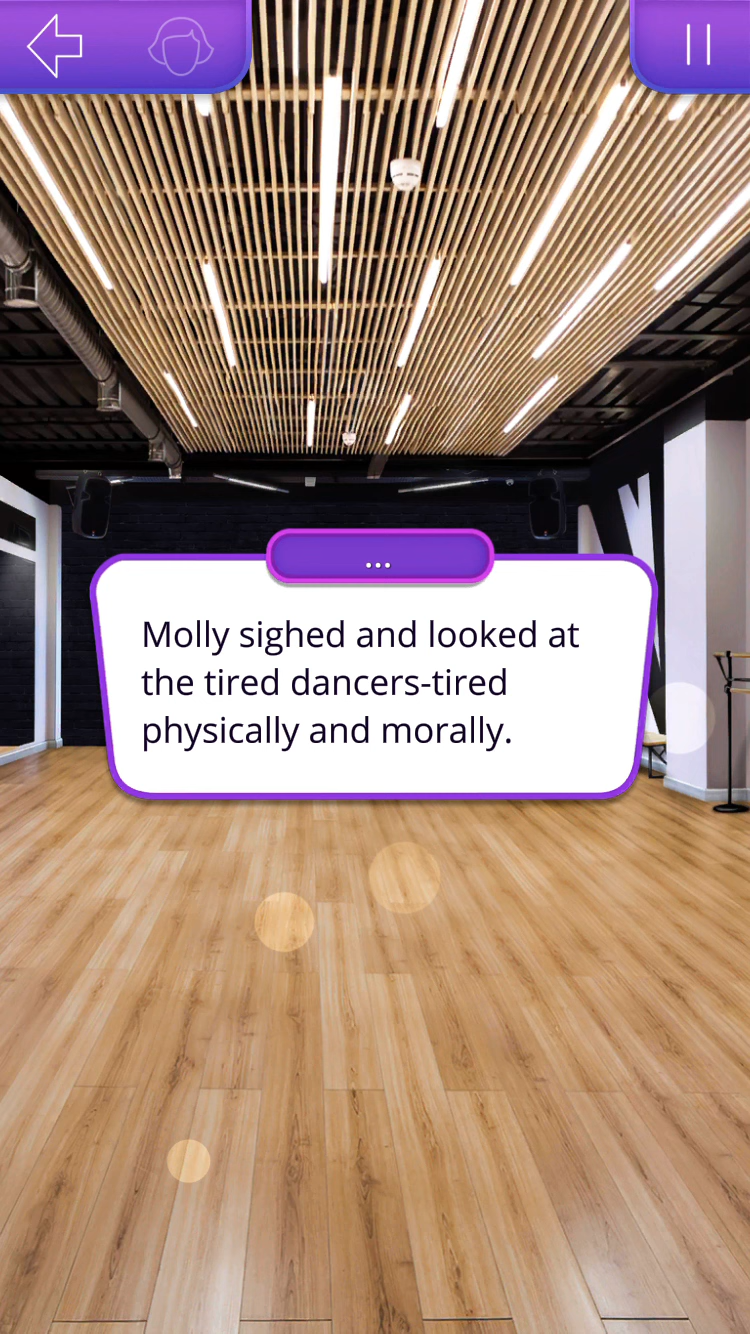 ...
Molly sighed and looked at
the tired dancers-tired
physically and morally.